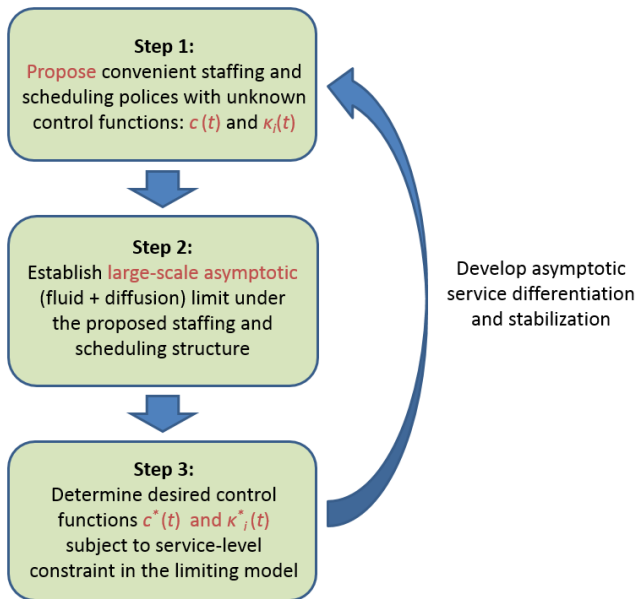 Step 1:
Propose convenient staffing and
scheduling polices with unknown
control functions: c (t) and κᵢ(t)
Step 2:
Establish large-scale asymptotic
(fluid + diffusion) limit under
the proposed staffing and
scheduling structure
Step 3:
Determine desired control
functions c*(t) and κ*ᵢ(t)
subject to service-level
constraint in the limiting model
Develop asymptotic
service differentiation
and stabilization